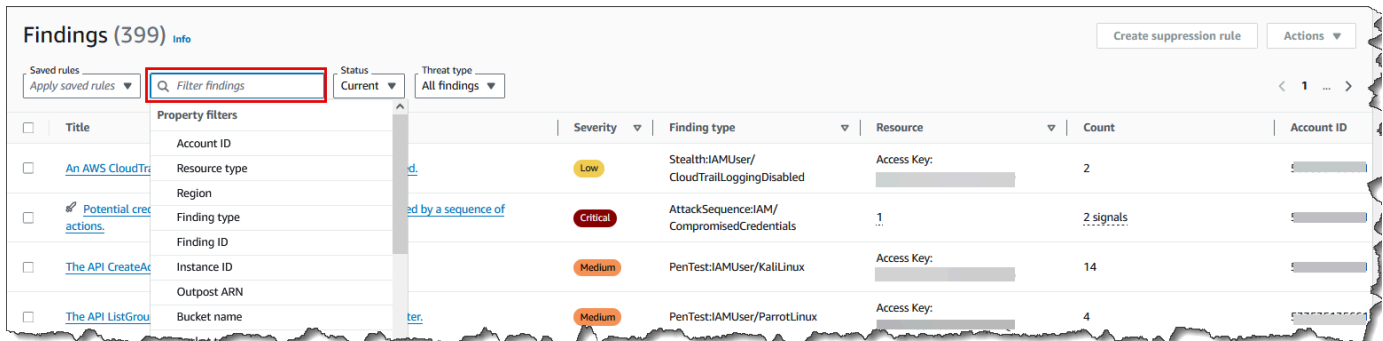 Findings (399) Info
Create suppression rule
Actions
Saved rules
Apply saved rules
Filter findings
Status
Current
Threat type
All findings
1 ...
Property filters
Account ID
Resource type
Region
Finding type
Finding ID
Instance ID
Outpost ARN
Bucket name
Title
Severity
Finding type
Resource
Count
Account ID
An AWS CloudTra
d.
Low
Stealth:IAMUser/
CloudTrailLoggingDisabled
Access Key:
2
Potential cred
ed by a sequence of
actions.
Critical
AttackSequence:IAM/
CompromisedCredentials
1
2 signals
The API CreateAc
Medium
PenTest:IAMUser/KaliLinux
Access Key:
14
The API ListGrou
ter.
Medium
PenTest:IAMUser/ParrotLinux
Access Key:
4